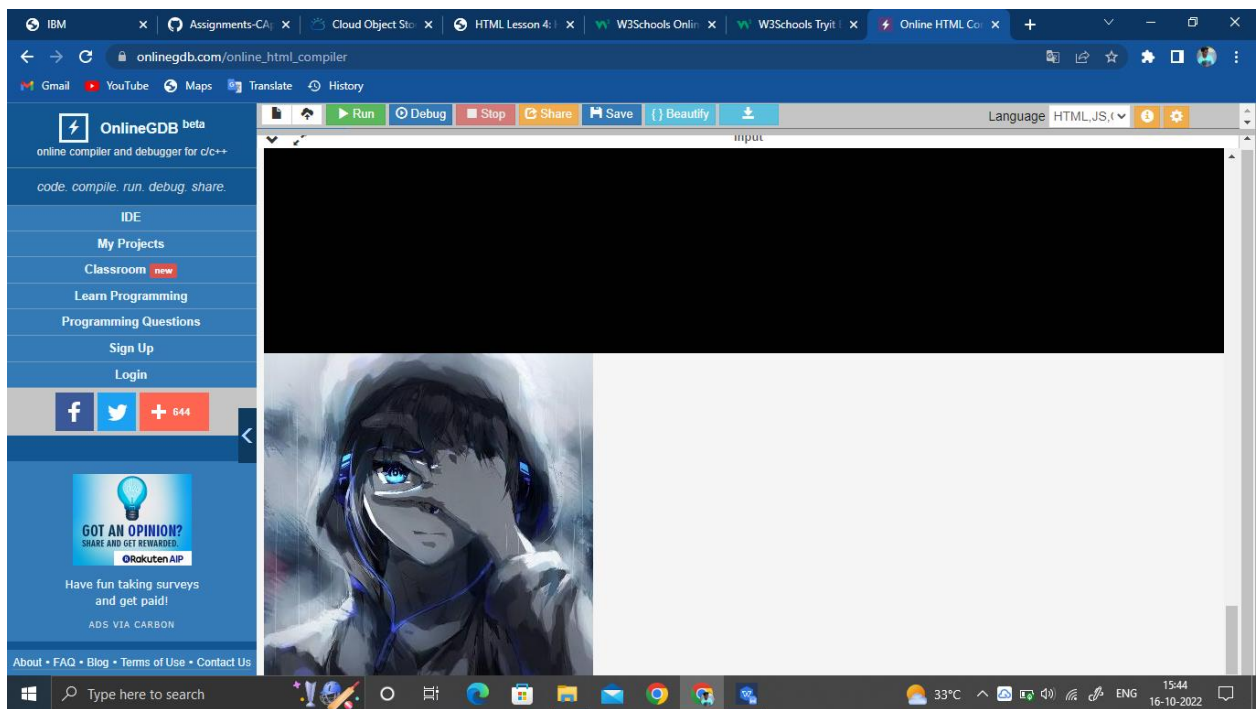 IBM
Assignments-CA
Cloud Object Sto
HTML Lesson 4:
W3Schools Onlin
W3Schools Tryit
Online HTML Co
onlinegdb.com/online_html_compiler
Gmail YouTube Maps Translate History
OnlineGDB beta
online compiler and debugger for c/c++
code. compile. run. debug. share.
IDE
My Projects
Classroom new
Learn Programming
Programming Questions
Sign Up
Login
f + 644
GOT AN OPINION?
SHARE AND GET REWARDED.
Rakuten AIP
Have fun taking surveys
and get paid!
ADS VIA CARBON
About • FAQ • Blog • Terms of Use • Contact Us
Run Debug Stop Share Save { } Beautify
Language HTML,JS,(
input
Type here to search
33°C ENG
15:44
16-10-2022